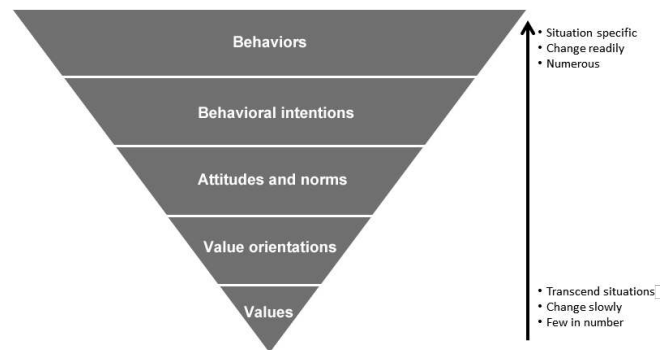 Behaviors
Behavioral intentions
Attitudes and norms
Value orientations
Values
• Situation specific
• Change readily
• Numerous
• Transcend situations
• Change slowly
• Few in number